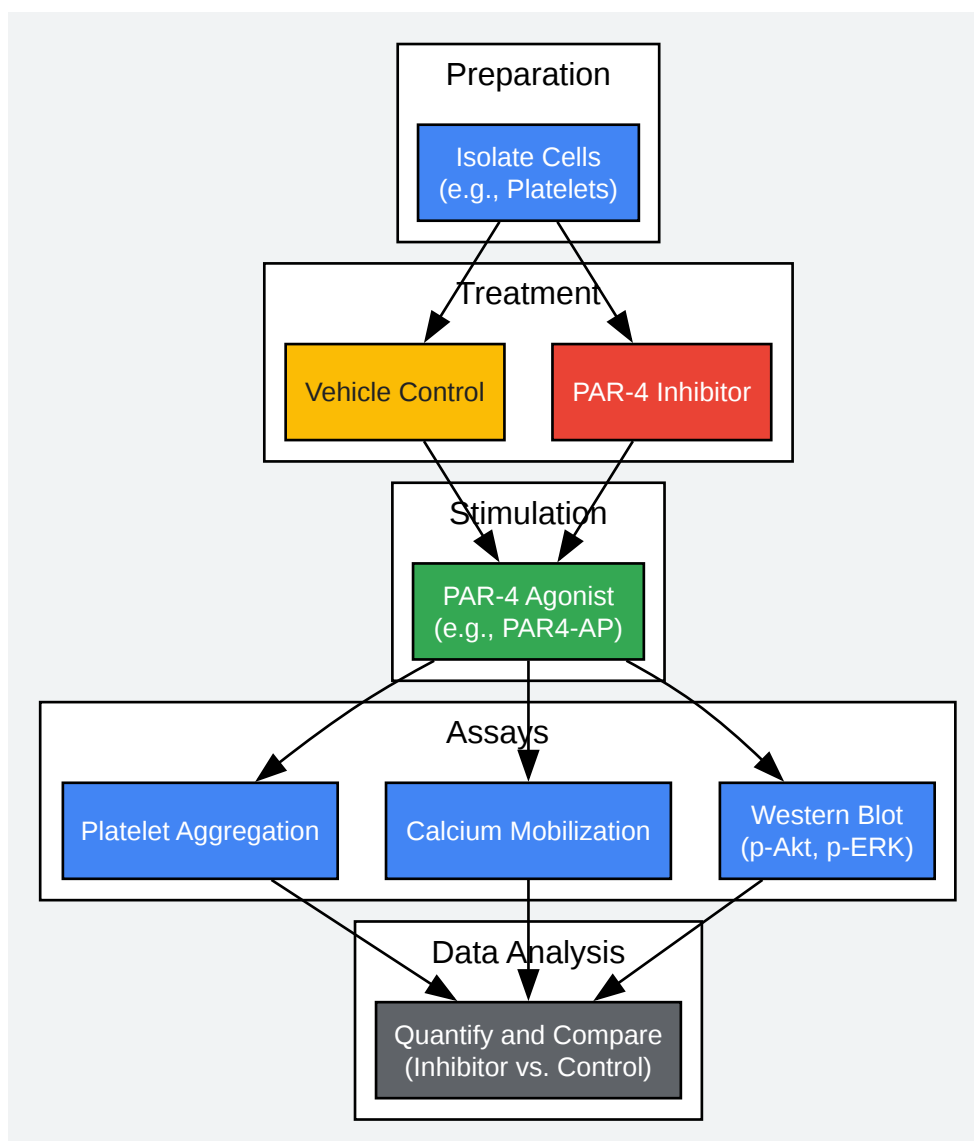 Preparation
Isolate Cells
(e.g., Platelets)
Treatment
Vehicle Control
PAR-4 Inhibitor
Stimulation
PAR-4 Agonist
(e.g., PAR4-AP)
Assays
Platelet Aggregation
Calcium Mobilization
Western Blot
(p-Akt, p-ERK)
Data Analysis
Quantify and Compare
(Inhibitor vs. Control)